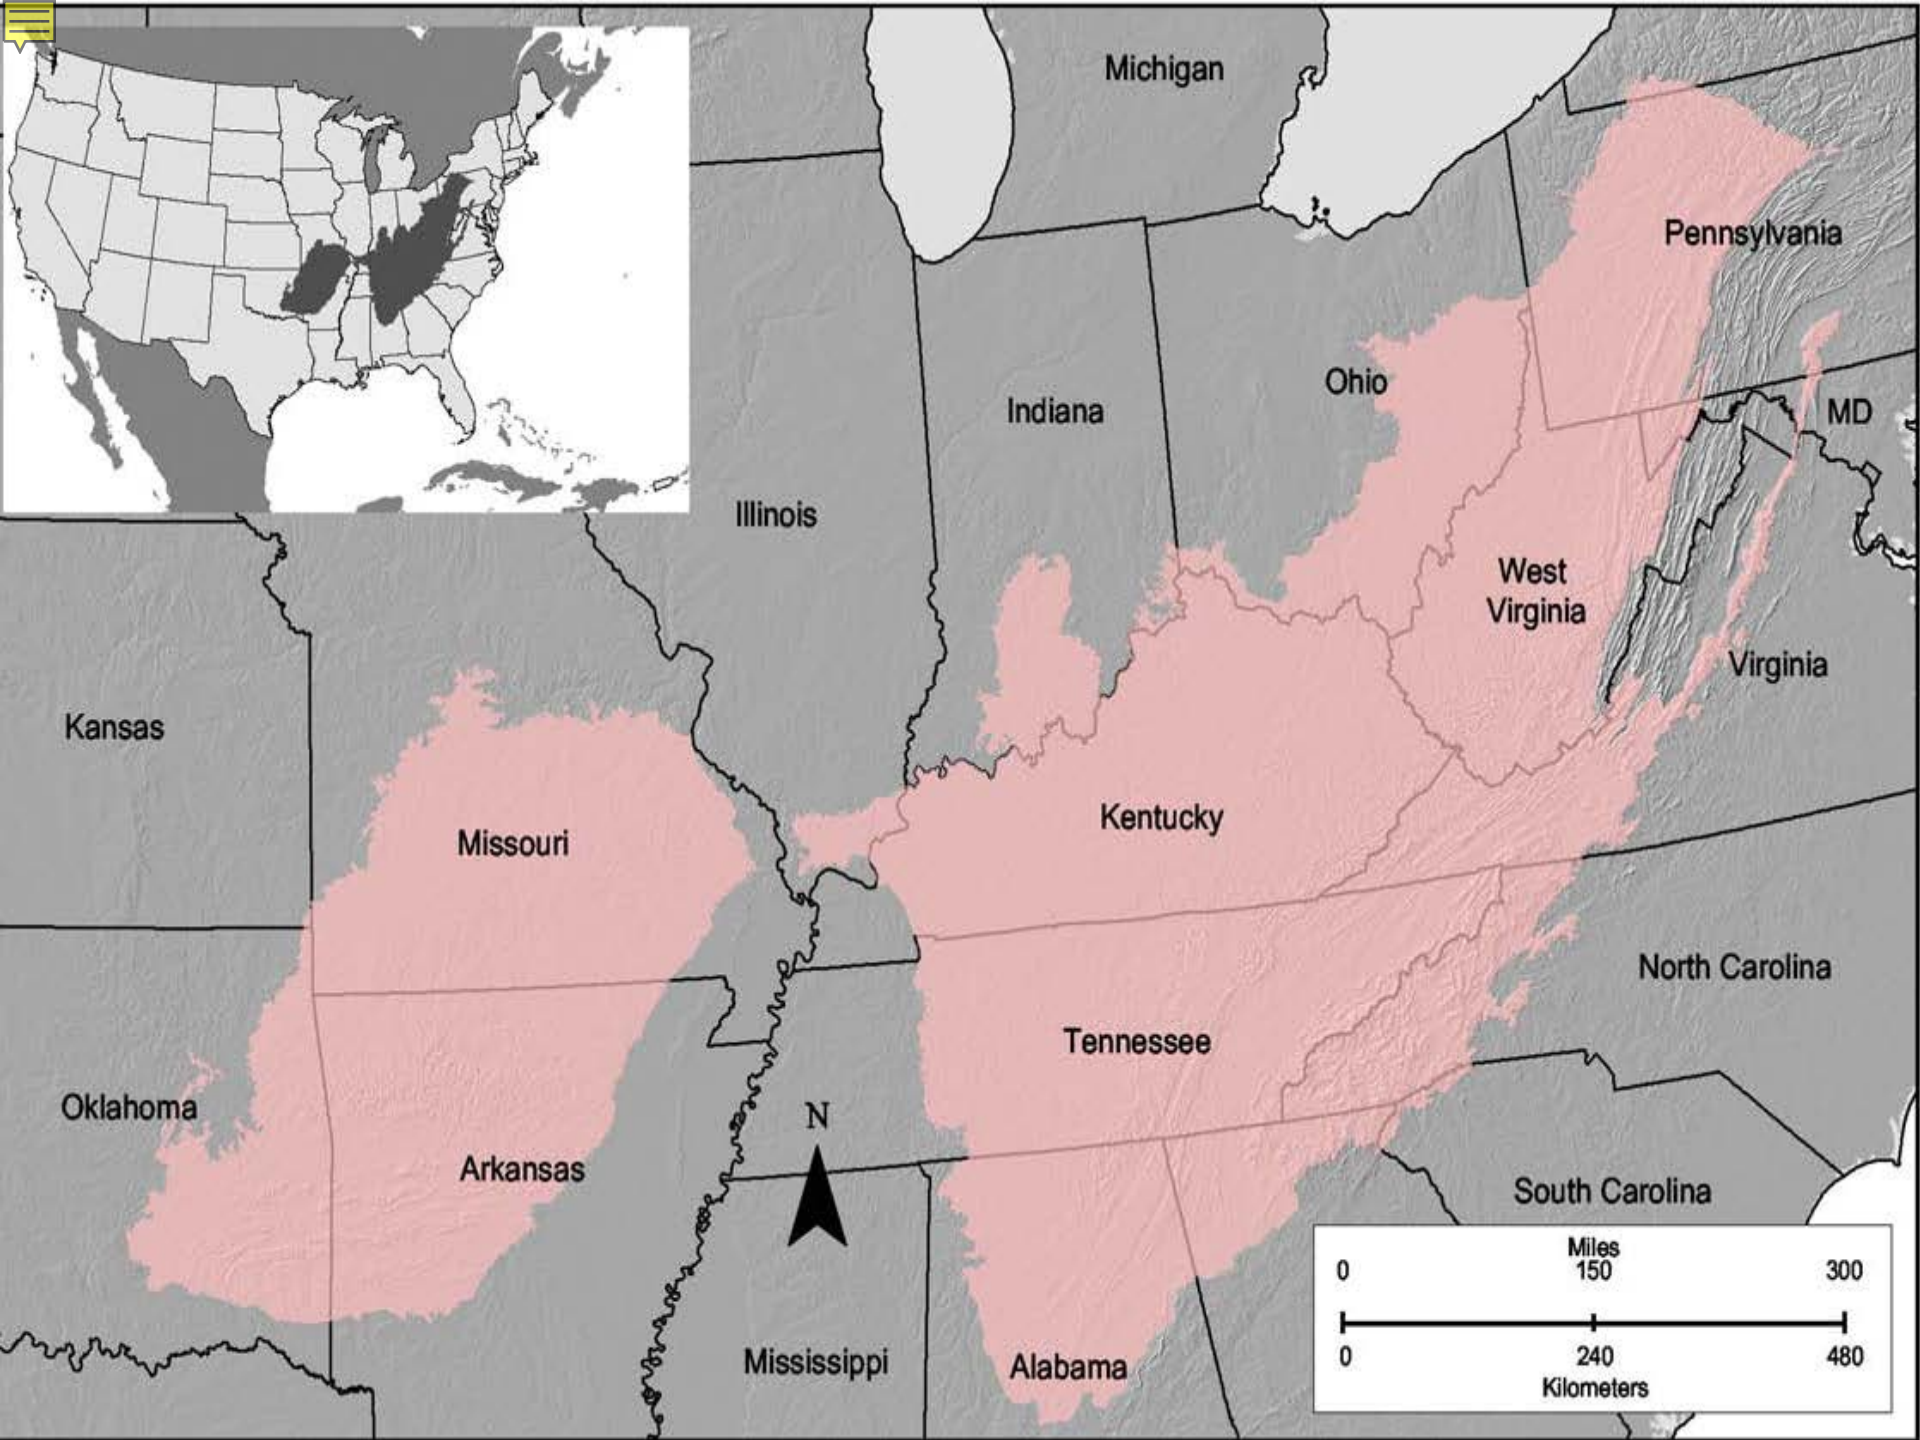 Michigan
Pennsylvania
Ohio
Indiana
MD
Illinois
West
Virginia
Virginia
Kansas
Missouri
Kentucky
North Carolina
Tennessee
Oklahoma
N
Arkansas
South Carolina
Mississippi
Alabama
Miles
0 150 300
0 240 480
Kilometers